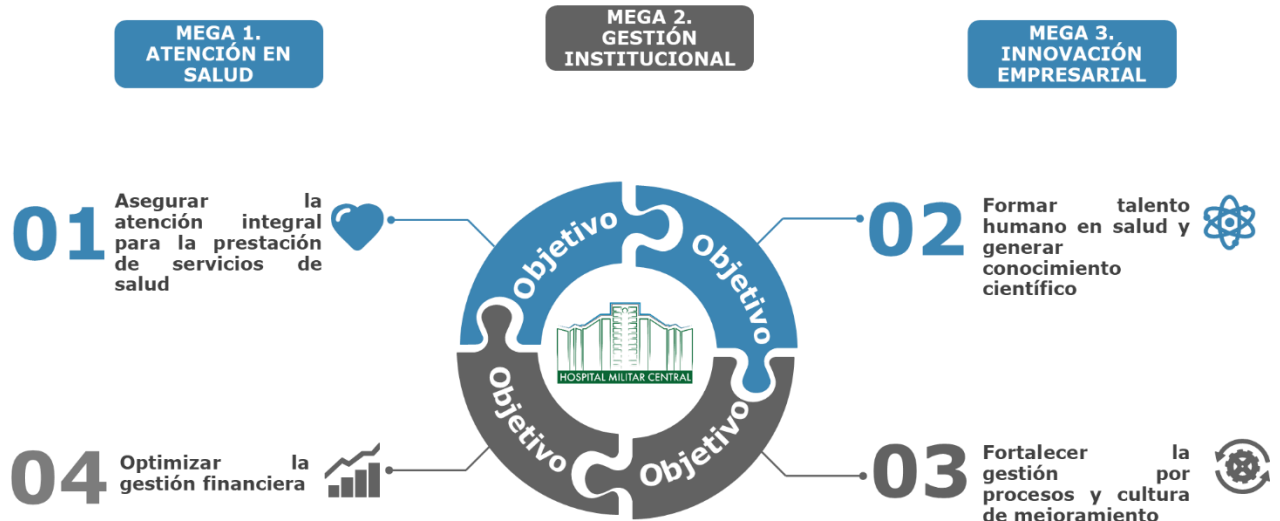 MEGA 1.
ATENCIÓN EN
SALUD
MEGA 2.
GESTIÓN
INSTITUCIONAL
MEGA 3.
INNOVACIÓN
EMPRESARIAL
01
Asegurar la
atención integral
para la prestación
de servicios de
salud
02
Formar talento
humano en salud y
generar
conocimiento
científico
Objetivo
Objetivo
HOSPITAL MILITAR CENTRAL
Objetivo
Objetivo
04
Optimizar la
gestión financiera
03
Fortalecer la
gestión por
procesos y cultura
de mejoramiento